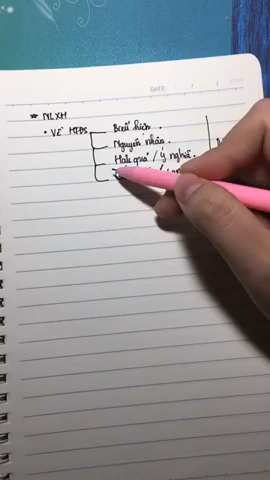 DATE
★ NLXH
• VỀ HTĐS
Biểu hiện.
Nguyên nhân.
Hậu quả / Ý nghĩa.